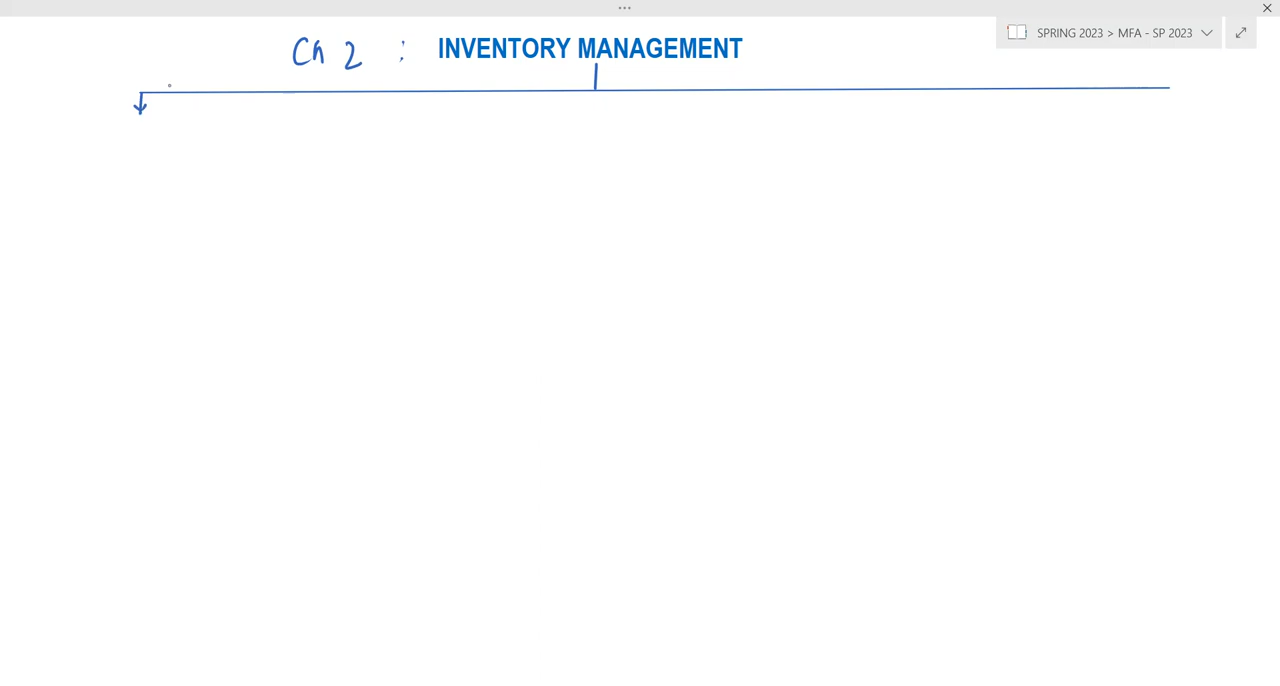 Ch 2 : INVENTORY MANAGEMENT
SPRING 2023 > MFA - SP 2023